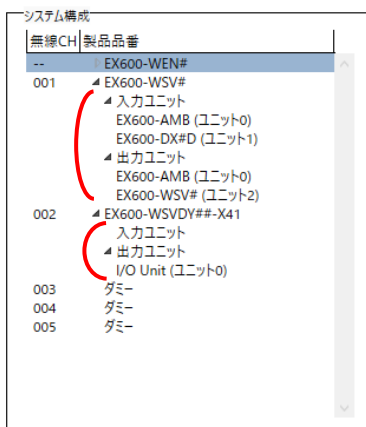 システム構成
無線CH 製品品番
-- EX600-WEN#
001 EX600-WSV#
入力ユニット
EX600-AMB (ユニット0)
EX600-DX#D (ユニット1)
出力ユニット
EX600-AMB (ユニット0)
EX600-WSV# (ユニット2)
002 EX600-WSVDY##-X41
入力ユニット
出力ユニット
I/O Unit (ユニット0)
003 ダミー
004 ダミー
005 ダミー